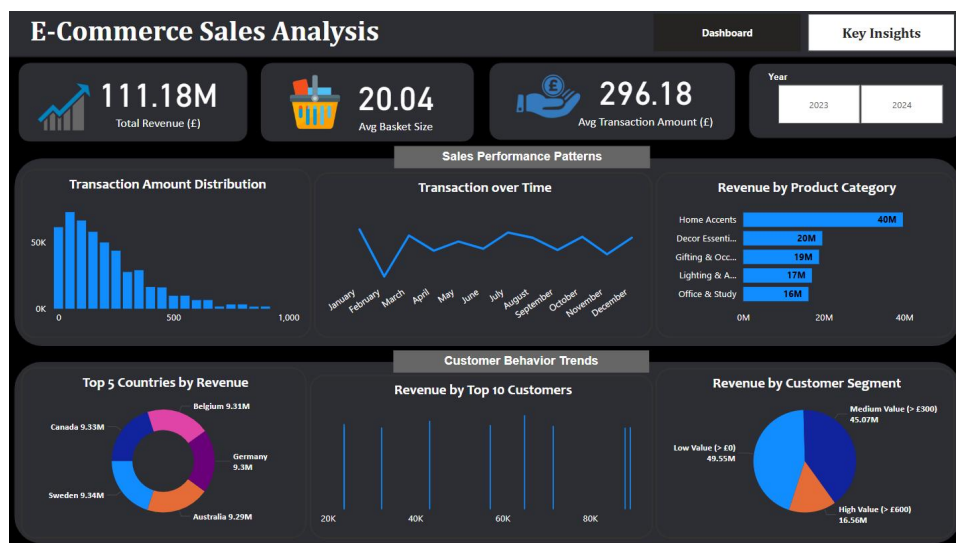 E-Commerce Sales Analysis
Dashboard
Key Insights
111.18M
Total Revenue (£)
20.04
Avg Basket Size
£
296.18
Avg Transaction Amount (£)
Year
2023
2024
Sales Performance Patterns
Transaction Amount Distribution
50K
0K
0
500
1,000
Transaction over Time
January
February
March
April
May
June
July
August
September
October
November
December
Revenue by Product Category
Home Accents
40M
Decor Essenti...
20M
Gifting & Occ...
19M
Lighting & A...
17M
Office & Study
16M
0M
20M
40M
Customer Behavior Trends
Top 5 Countries by Revenue
Belgium 9.31M
Canada 9.33M
Germany
9.3M
Sweden 9.34M
Australia 9.29M
Revenue by Top 10 Customers
20K
40K
60K
80K
Revenue by Customer Segment
Medium Value (> £300)
45.07M
Low Value (> £0)
49.55M
High Value (> £600)
16.56M